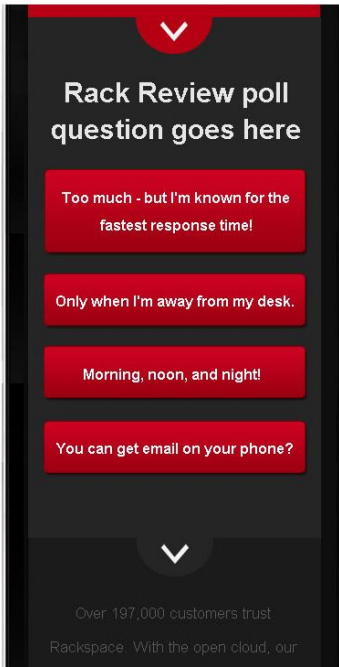 Rack Review poll
question goes here
Too much - but I'm known for the
fastest response time!
Only when I'm away from my desk.
Morning, noon, and night!
You can get email on your phone?
Over 197,000 customers trust
Rackspace. With the open cloud, our